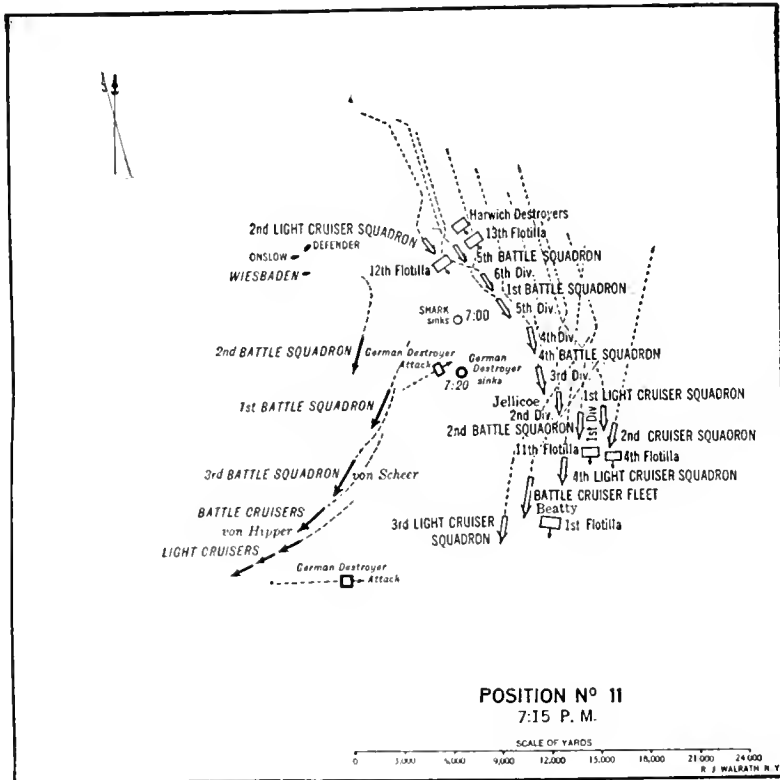 Harwich Destroyers
13th Flotilla
2nd LIGHT CRUISER SQUADRON
DEFENDER
ONSLOW
WIESBADEN
12th Flotilla
5th BATTLE SQUADRON
6th Div.
1st BATTLE SQUADRON
5th Div.
SHARK
sinks
7:00
4th Div.
4th BATTLE SQUADRON
3rd Div.
2nd BATTLE SQUADRON
German Destroyer
Attack
German
Destroyer
sinks
7:20
1st BATTLE SQUADRON
Jellicoe
2nd Div.
2nd BATTLE SQUADRON
1st Div
1st LIGHT CRUISER SQUADRON
2nd CRUISER SQUADRON
11th Flotilla
4th Flotilla
3rd BATTLE SQUADRON
von Scheer
4th LIGHT CRUISER SQUADRON
BATTLE CRUISER FLEET
Beatty
BATTLE CRUISERS
von Hipper
3rd LIGHT CRUISER
SQUADRON
1st Flotilla
LIGHT CRUISERS
German Destroyer
Attack
POSITION Nº 11
7:15 P. M.
SCALE OF YARDS
0 3,000 6,000 9,000 12,000 15,000 18,000 21,000 24,000
R J WALRATH N.Y.